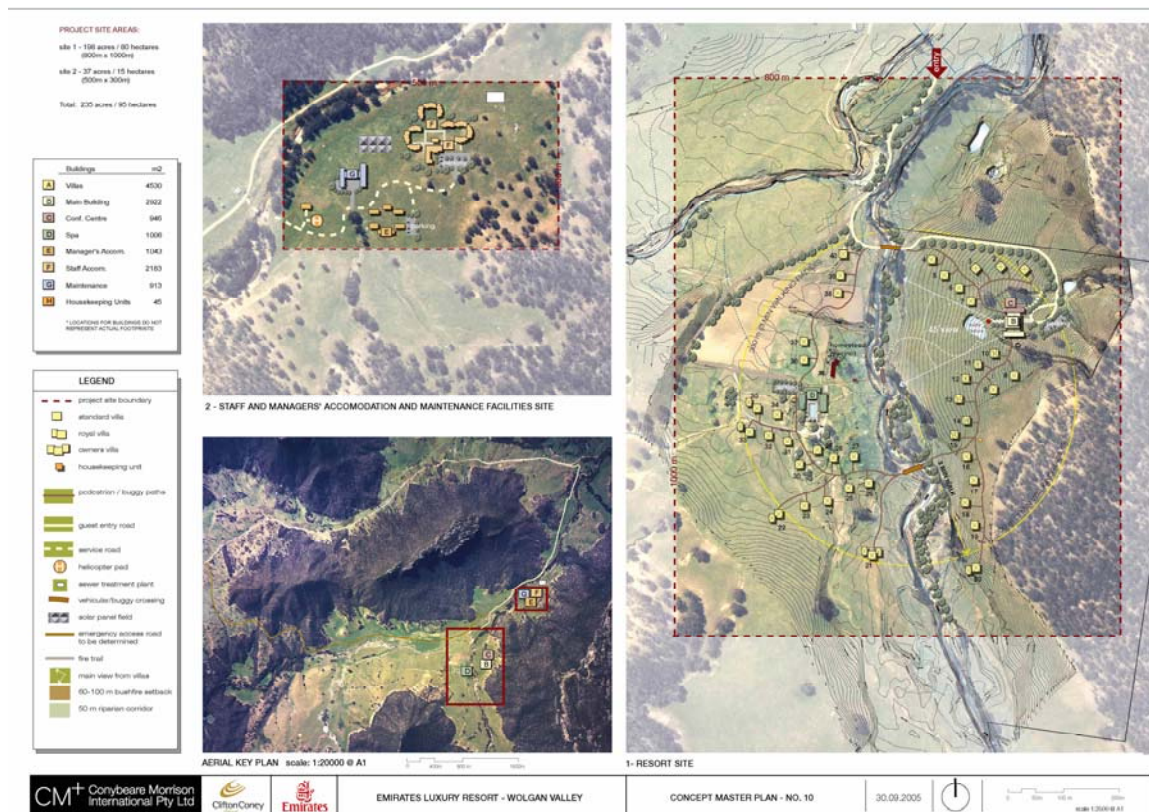 PROJECT SITE AREAS:
site 1 - 198 acres / 80 hectares
(800m x 1000m)
site 2 - 37 acres / 15 hectares
(500m x 300m)
Total: 235 acres / 95 hectares
Buildings m2
A Villas 4530
B Main Building 2922
C Conf. Centre 946
D Spa 1006
E Manager's Accom. 1043
F Staff Accom. 2183
G Maintenance 913
H Housekeeping Units 45
* LOCATIONS FOR BUILDINGS DO NOT
REPRESENT ACTUAL FOOTPRINTS
LEGEND
project site boundary
standard villa
royal villa
owners villa
housekeeping unit
pedestrian / buggy paths
guest entry road
service road
helicopter pad
sewer treatment plant
vehicular/buggy crossing
solar panel field
emergency access road
to be determined
fire trail
main view from villas
60-100 m bushfire setback
50 m riparian corridor
F
F
G
H
E
parking
2 - STAFF AND MANAGERS' ACCOMODATION AND MAINTENANCE FACILITIES SITE
G F
E
C
B
D
AERIAL KEY PLAN scale: 1:20000 @ A1
entry
800 m
1000 m
C
B
D
1- RESORT SITE
CM+ Conybeare Morrison
International Pty Ltd
CliftonConey
Emirates
EMIRATES LUXURY RESORT - WOLGAN VALLEY
CONCEPT MASTER PLAN - NO. 10
30.09.2005
scale 1:2500 @ A1